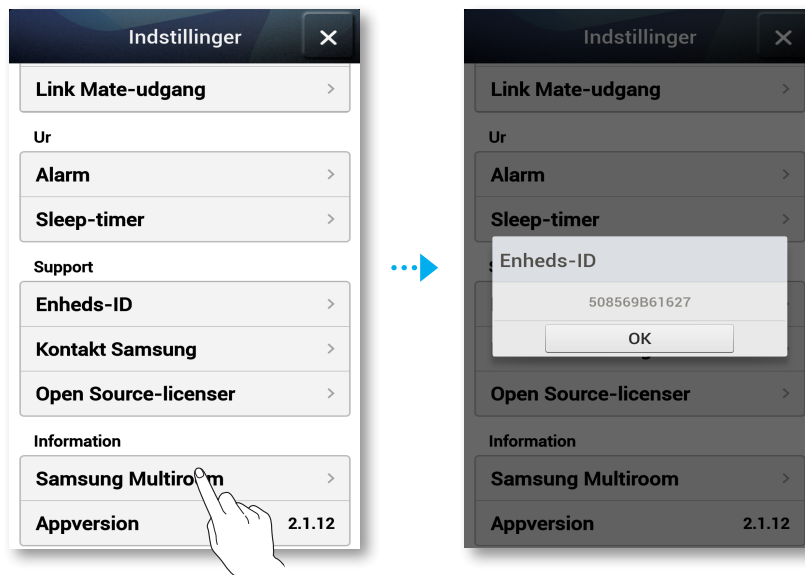 Indstillinger
Link Mate-udgang
Ur
Alarm
Sleep-timer
Support
Enheds-ID
Kontakt Samsung
Open Source-licenser
Information
Samsung Multiroom
Appversion 2.1.12
Indstillinger
Link Mate-udgang
Ur
Alarm
Sleep-timer
Enheds-ID
508569B61627
OK
Open Source-licenser
Information
Samsung Multiroom
Appversion 2.1.12